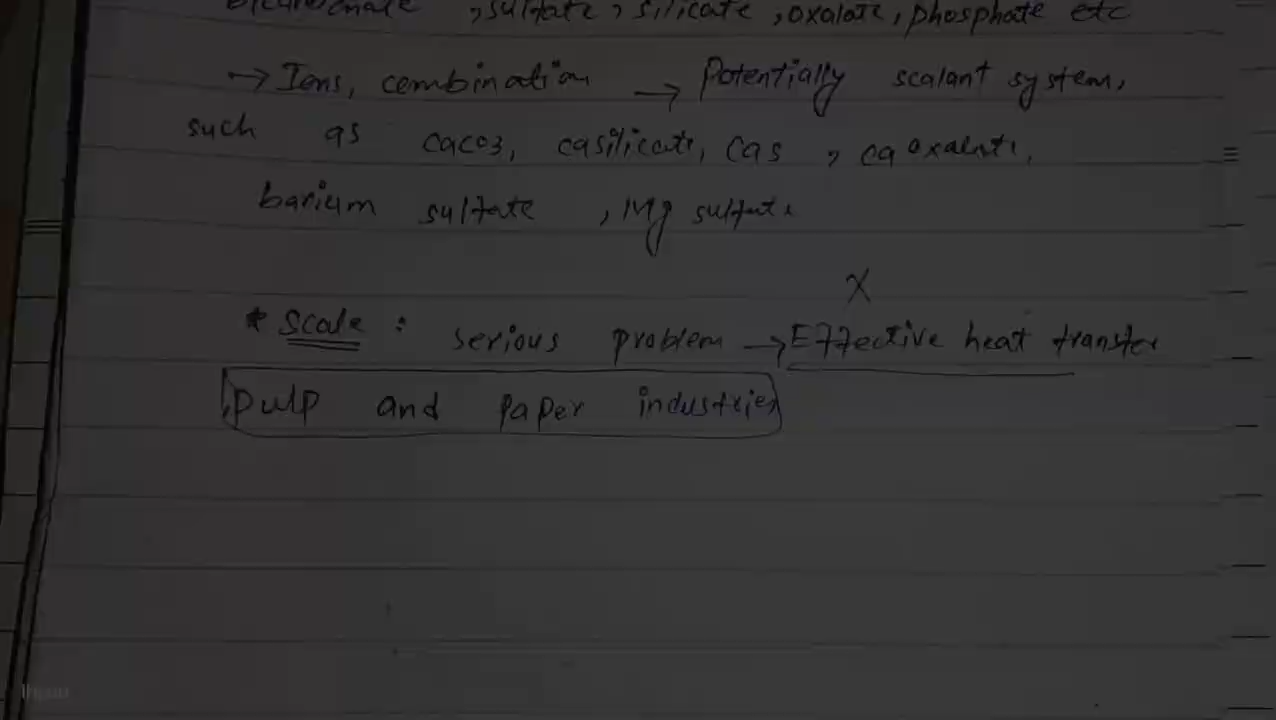 bicarbonate , sulfate , silicate , oxalate , phosphate etc
→ Ions, combination → Potentially scalant system,
such as caco3, casilicate, cas , ca oxalate,
barium sulfate , Mg sulfate
X
* Scale : serious problem → Effective heat transfer
pulp and paper industries